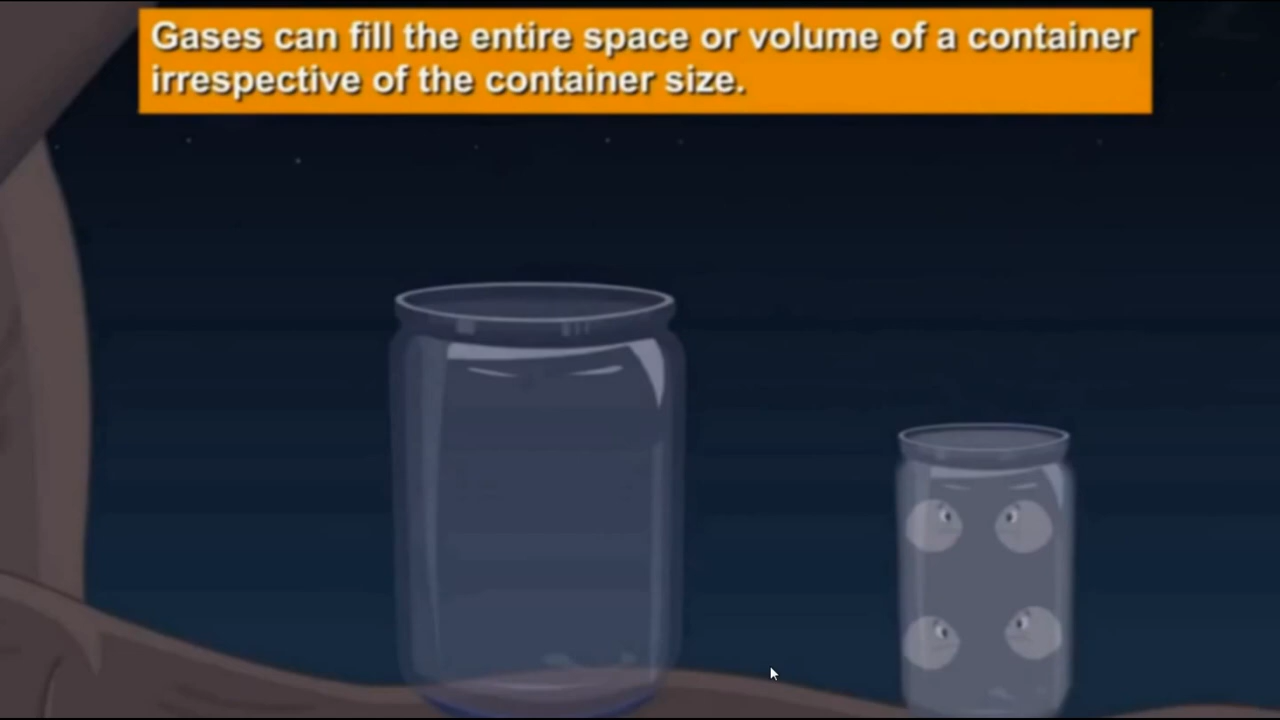 Gases can fill the entire space or volume of a container
irrespective of the container size.